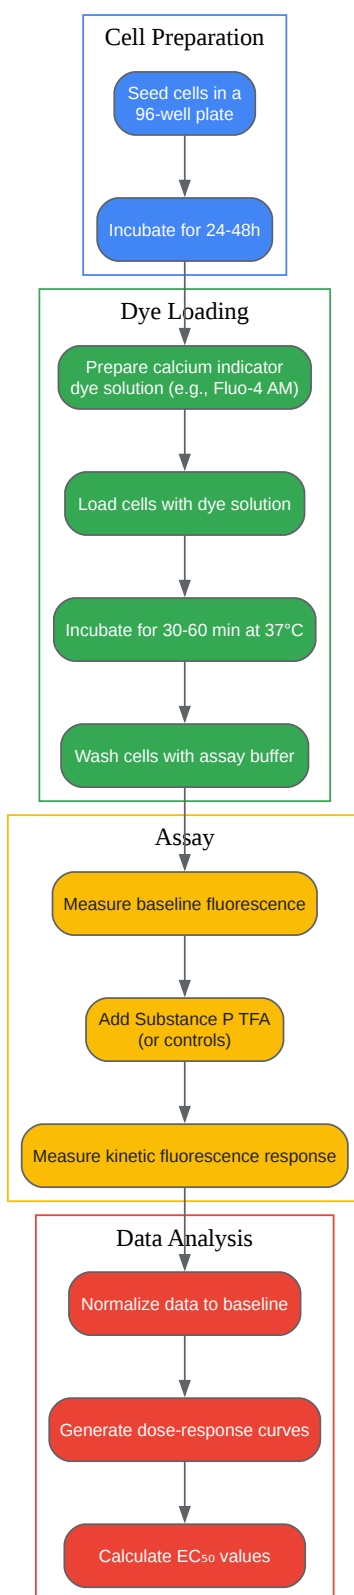 Cell Preparation
Seed cells in a
96-well plate
Incubate for 24-48h
Dye Loading
Prepare calcium indicator
dye solution (e.g., Fluo-4 AM)
Load cells with dye solution
Incubate for 30-60 min at 37°C
Wash cells with assay buffer
Assay
Measure baseline fluorescence
Add Substance P TFA
(or controls)
Measure kinetic fluorescence response
Data Analysis
Normalize data to baseline
Generate dose-response curves
Calculate EC₅₀ values